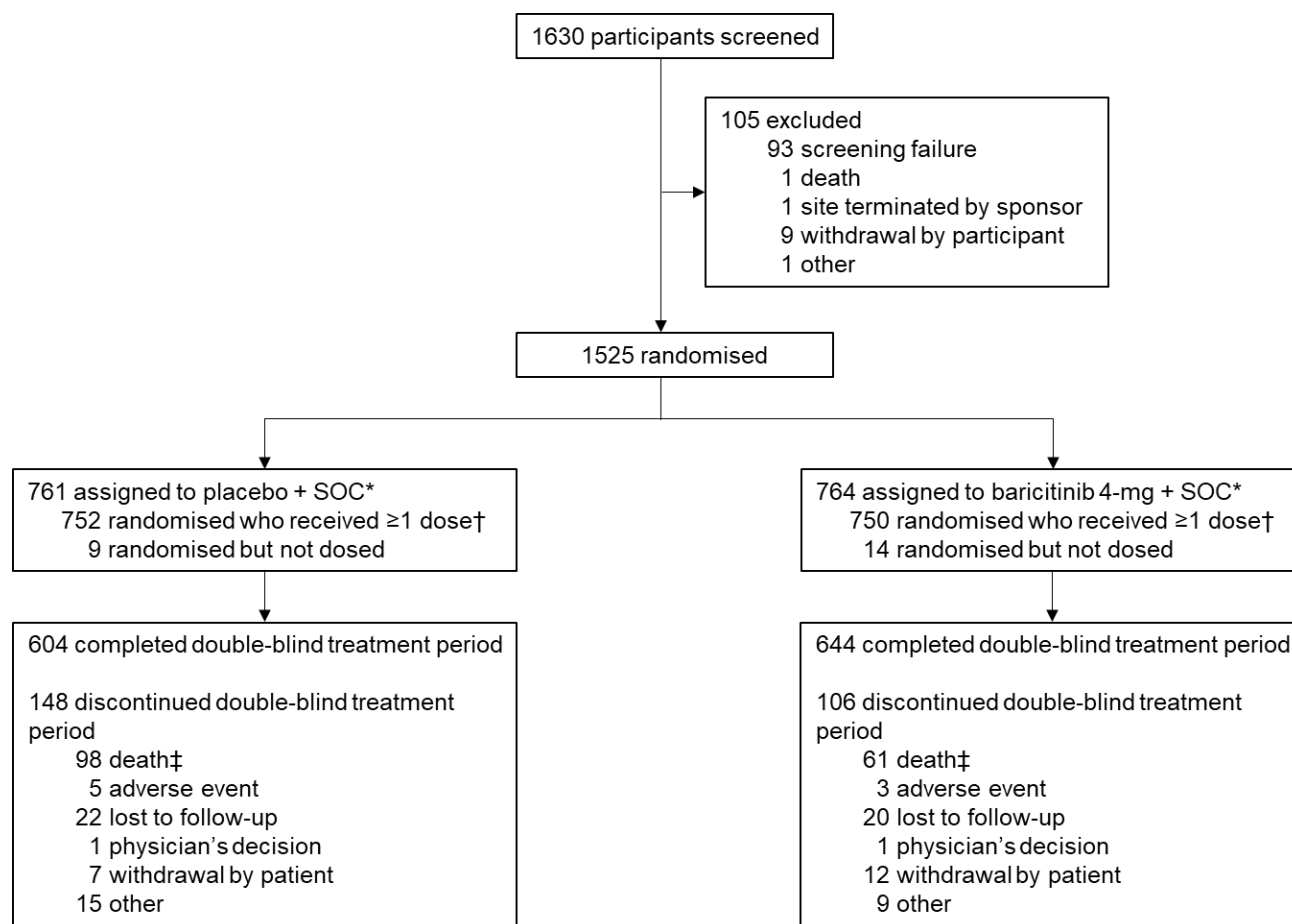 1630 participants screened
105 excluded
93 screening failure
1 death
1 site terminated by sponsor
9 withdrawal by participant
1 other
1525 randomised
761 assigned to placebo + SOC*
752 randomised who received ≥1 dose†
9 randomised but not dosed
764 assigned to baricitinib 4-mg + SOC*
750 randomised who received ≥1 dose†
14 randomised but not dosed
604 completed double-blind treatment period
148 discontinued double-blind treatment
period
98 death‡
5 adverse event
22 lost to follow-up
1 physician’s decision
7 withdrawal by patient
15 other
644 completed double-blind treatment period
106 discontinued double-blind treatment
period
61 death‡
3 adverse event
20 lost to follow-up
1 physician’s decision
12 withdrawal by patient
9 other